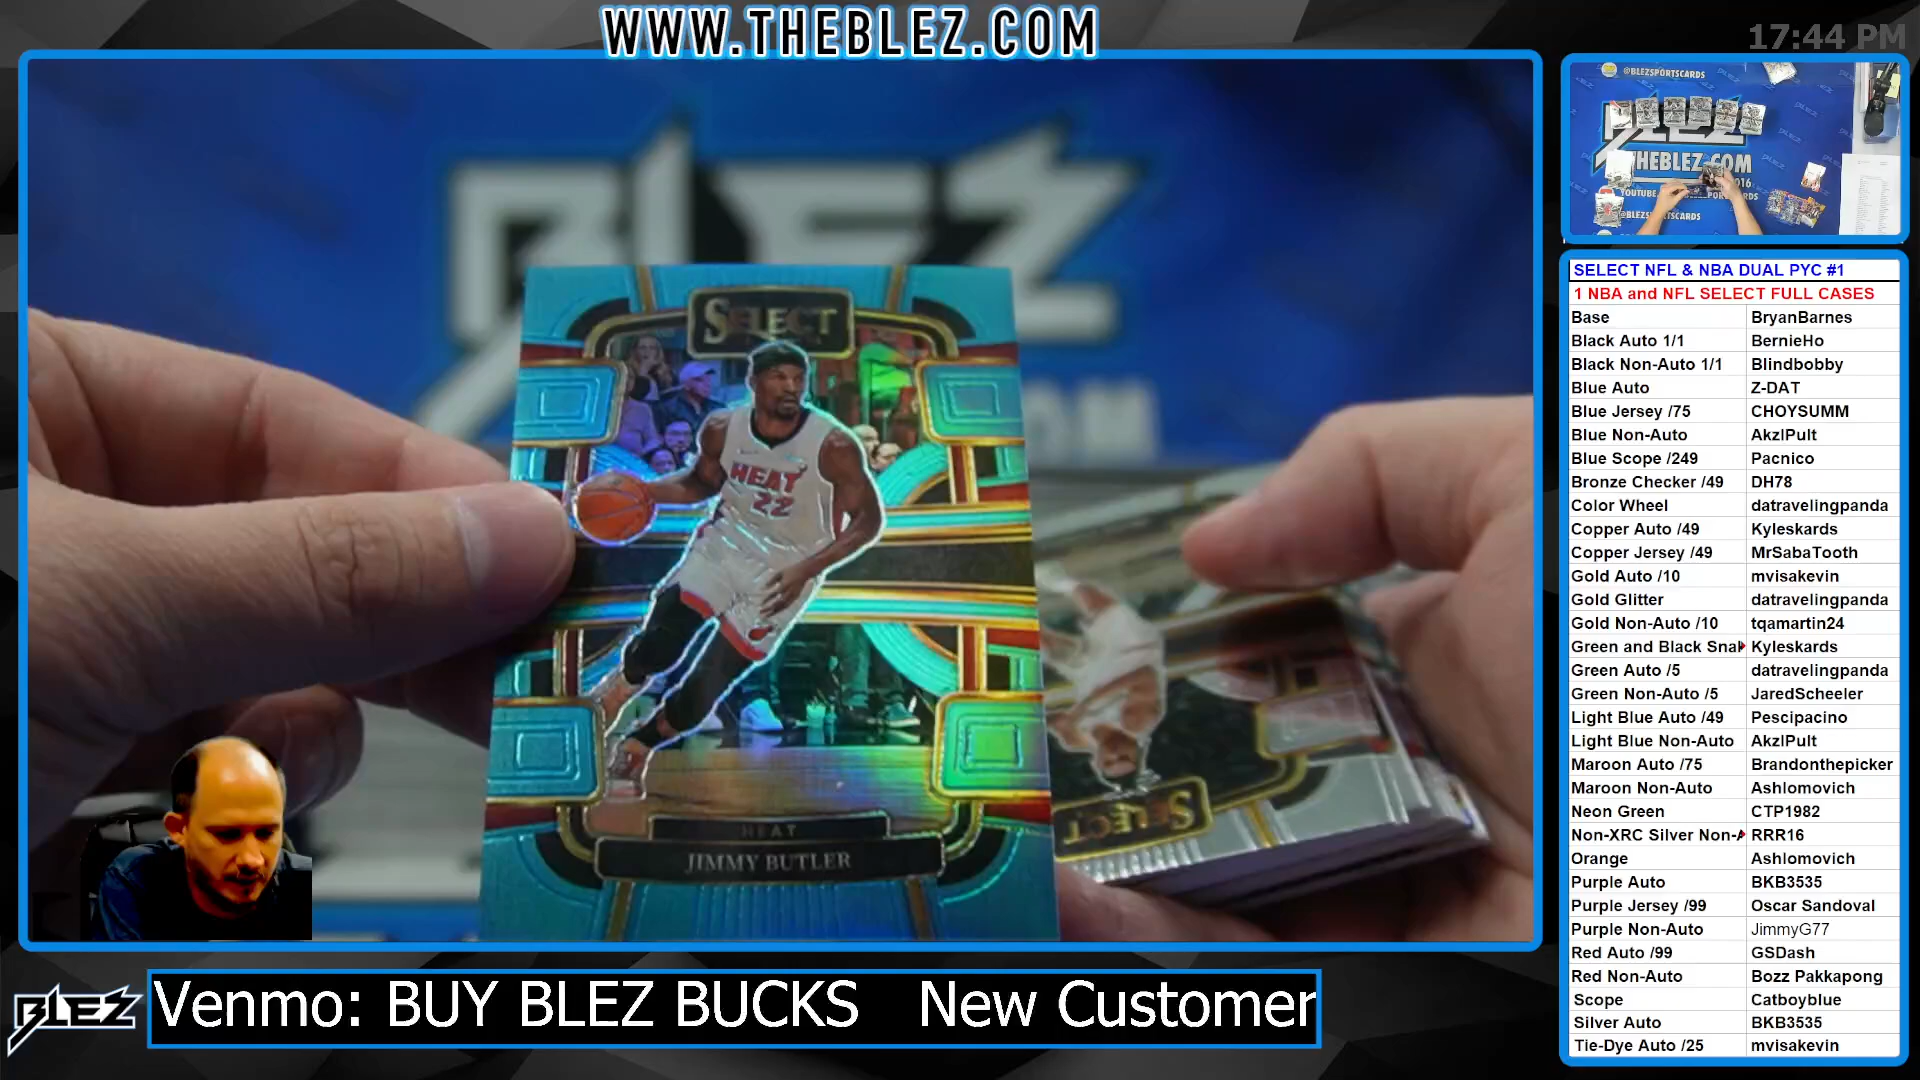 WWW.THEBLEZ.COM
17:44 PM
BLEZ
SELECT
HEAT
22
HEAT
JIMMY BUTLER
SELECT
@BLEZSPORTSCARDS
BLEZ
THEBLEZ.COM
YOUTUBE
@BLEZSPORTSCARDS
SELECT NFL & NBA DUAL PYC #1
1 NBA and NFL SELECT FULL CASES
Base BryanBarnes
Black Auto 1/1 BernieHo
Black Non-Auto 1/1 Blindbobby
Blue Auto Z-DAT
Blue Jersey /75 CHOYSUMM
Blue Non-Auto AkzlPult
Blue Scope /249 Pacnico
Bronze Checker /49 DH78
Color Wheel datravelingpanda
Copper Auto /49 Kyleskards
Copper Jersey /49 MrSabaTooth
Gold Auto /10 mvisakevin
Gold Glitter datravelingpanda
Gold Non-Auto /10 tqamartin24
Green and Black Snak Kyleskards
Green Auto /5 datravelingpanda
Green Non-Auto /5 JaredScheeler
Light Blue Auto /49 Pescipacino
Light Blue Non-Auto AkzlPult
Maroon Auto /75 Brandonthepicker
Maroon Non-Auto Ashlomovich
Neon Green CTP1982
Non-XRC Silver Non-A RRR16
Orange Ashlomovich
Purple Auto BKB3535
Purple Jersey /99 Oscar Sandoval
Purple Non-Auto JimmyG77
Red Auto /99 GSDash
Red Non-Auto Bozz Pakkapong
Scope Catboyblue
Silver Auto BKB3535
Tie-Dye Auto /25 mvisakevin
BLEZ
Venmo: BUY BLEZ BUCKS New Customer